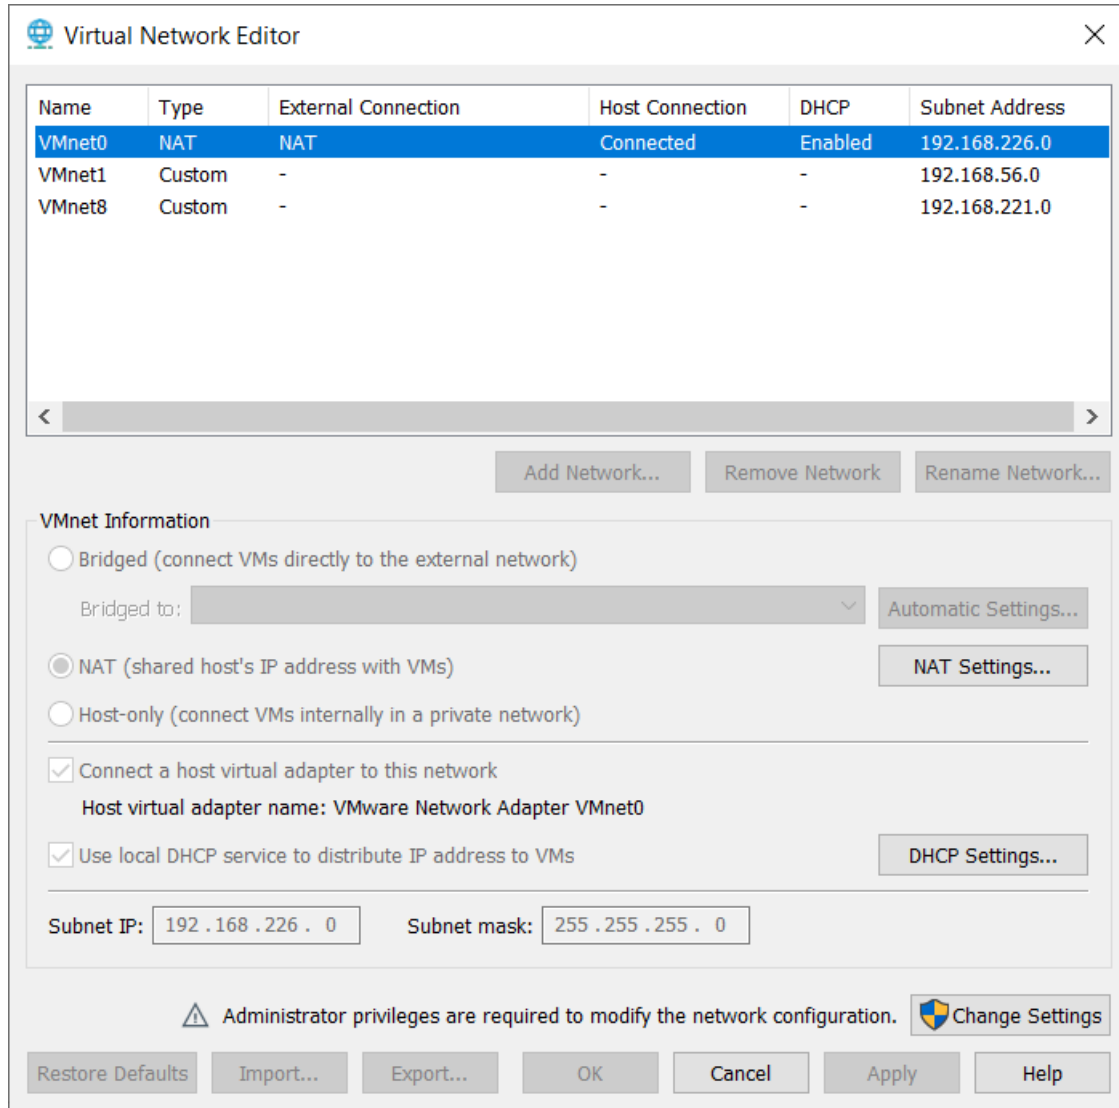 Virtual Network Editor
Name Type External Connection Host Connection DHCP Subnet Address
VMnet0 NAT NAT Connected Enabled 192.168.226.0
VMnet1 Custom - - - 192.168.56.0
VMnet8 Custom - - - 192.168.221.0
Add Network... Remove Network Rename Network...
VMnet Information
Bridged (connect VMs directly to the external network)
Bridged to: Automatic Settings...
NAT (shared host's IP address with VMs) NAT Settings...
Host-only (connect VMs internally in a private network)
Connect a host virtual adapter to this network
Host virtual adapter name: VMware Network Adapter VMnet0
Use local DHCP service to distribute IP address to VMs DHCP Settings...
Subnet IP: 192 . 168 . 226 . 0 Subnet mask: 255 . 255 . 255 . 0
Administrator privileges are required to modify the network configuration. Change Settings
Restore Defaults Import... Export... OK Cancel Apply Help